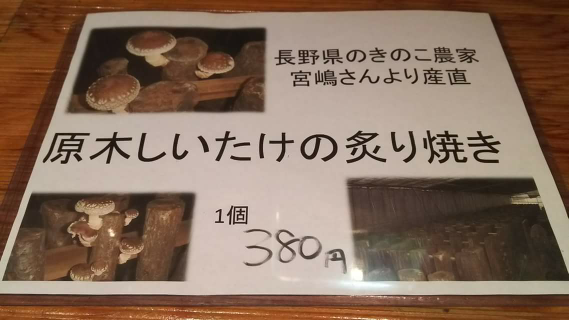 長野県のきのこ農家
宮嶋さんより産直
原木しいたけの炙り焼き
1個
380円